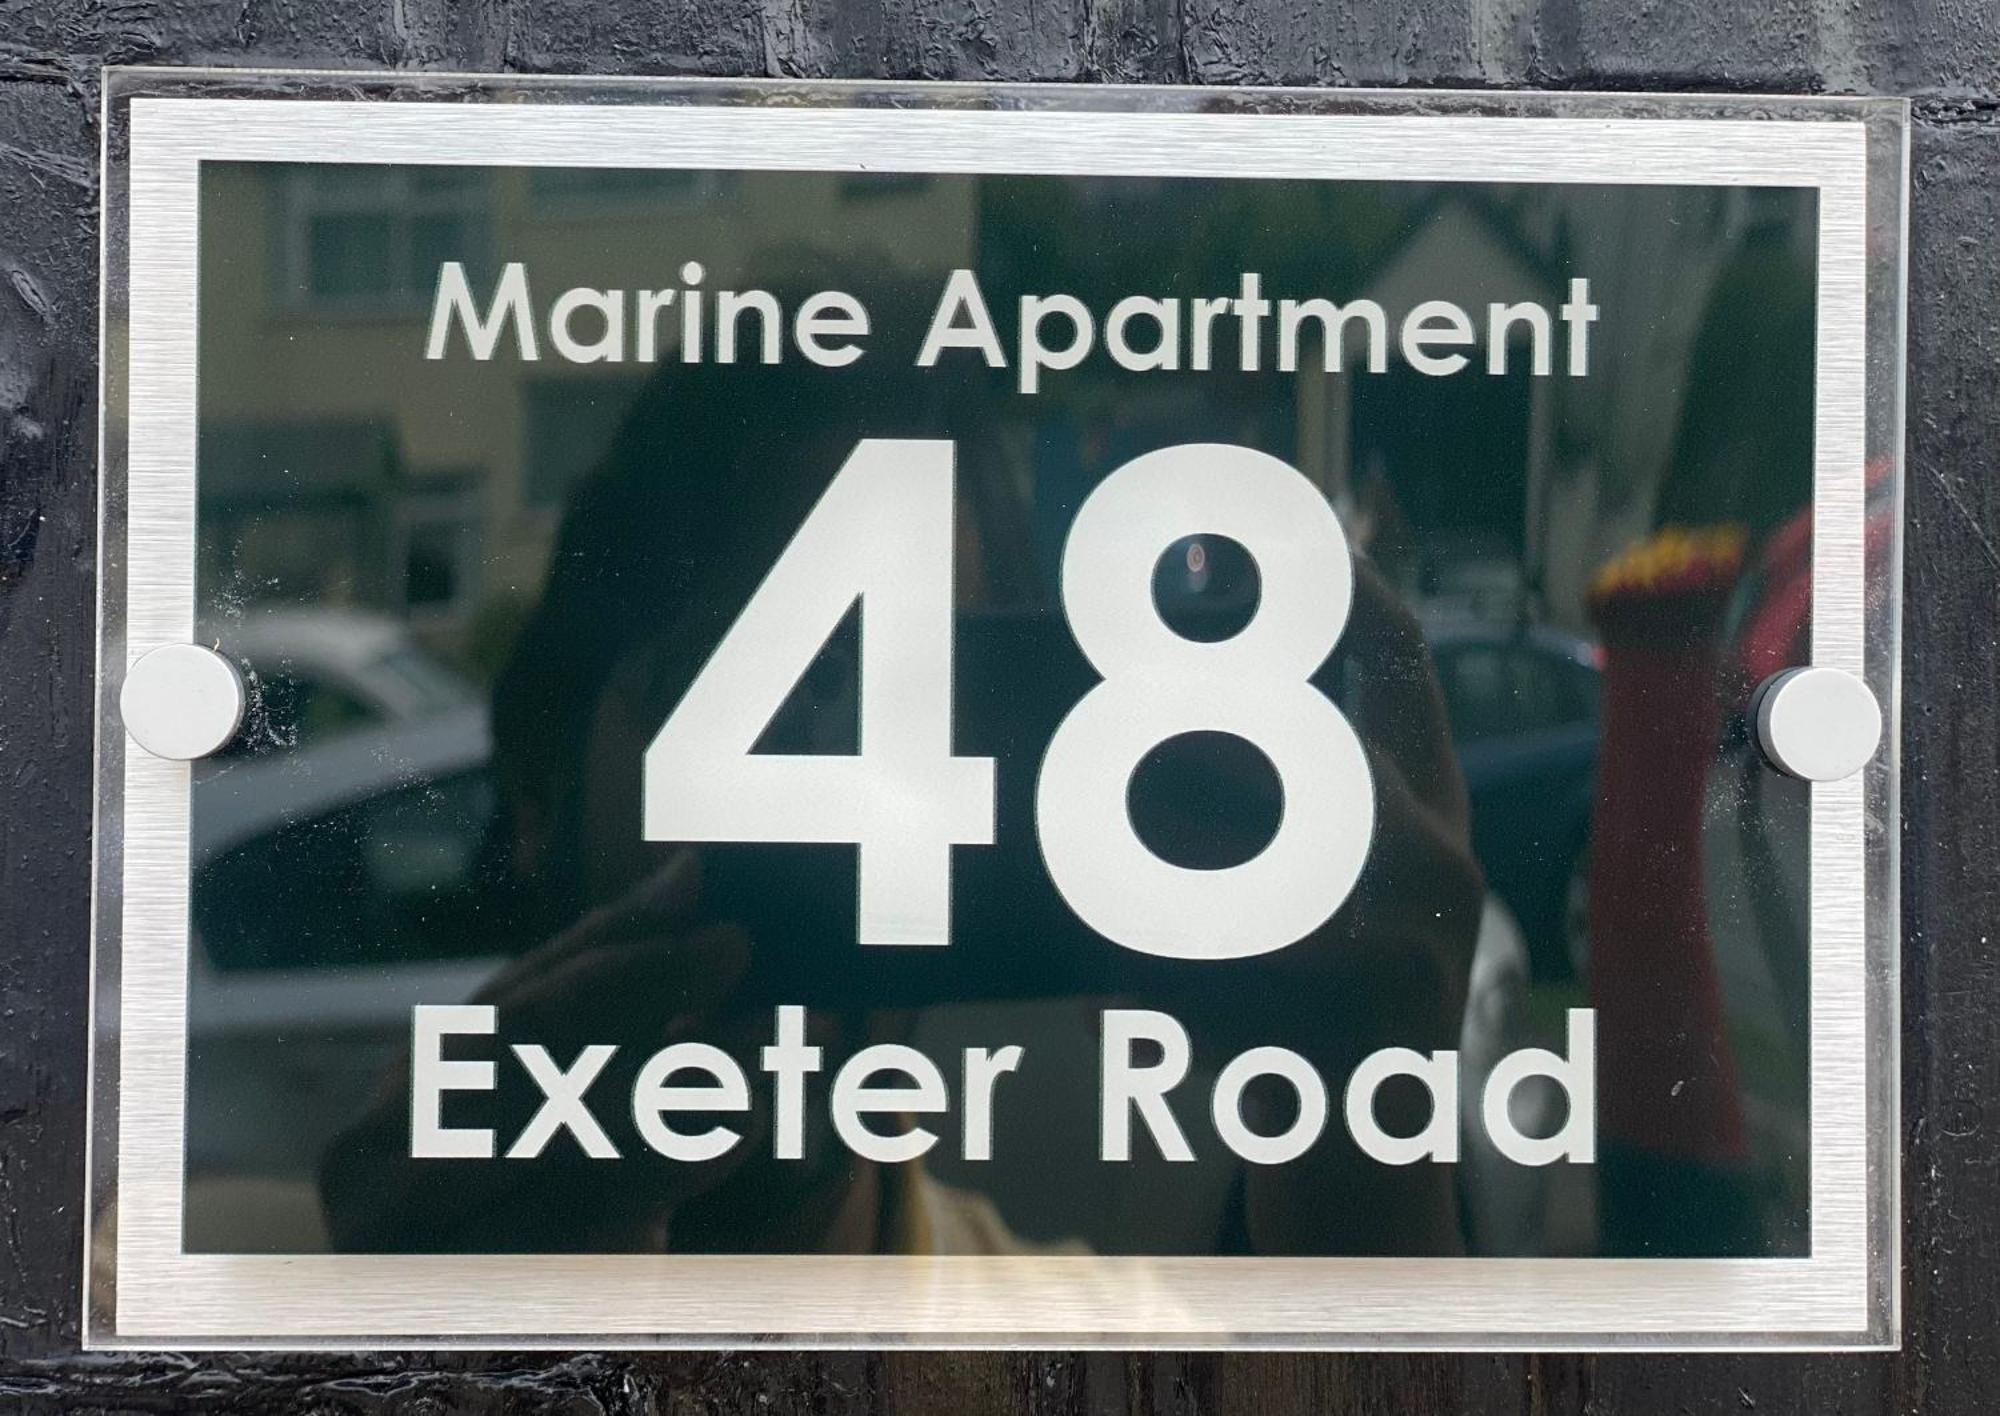 Marine Apartment
48
Exeter Road